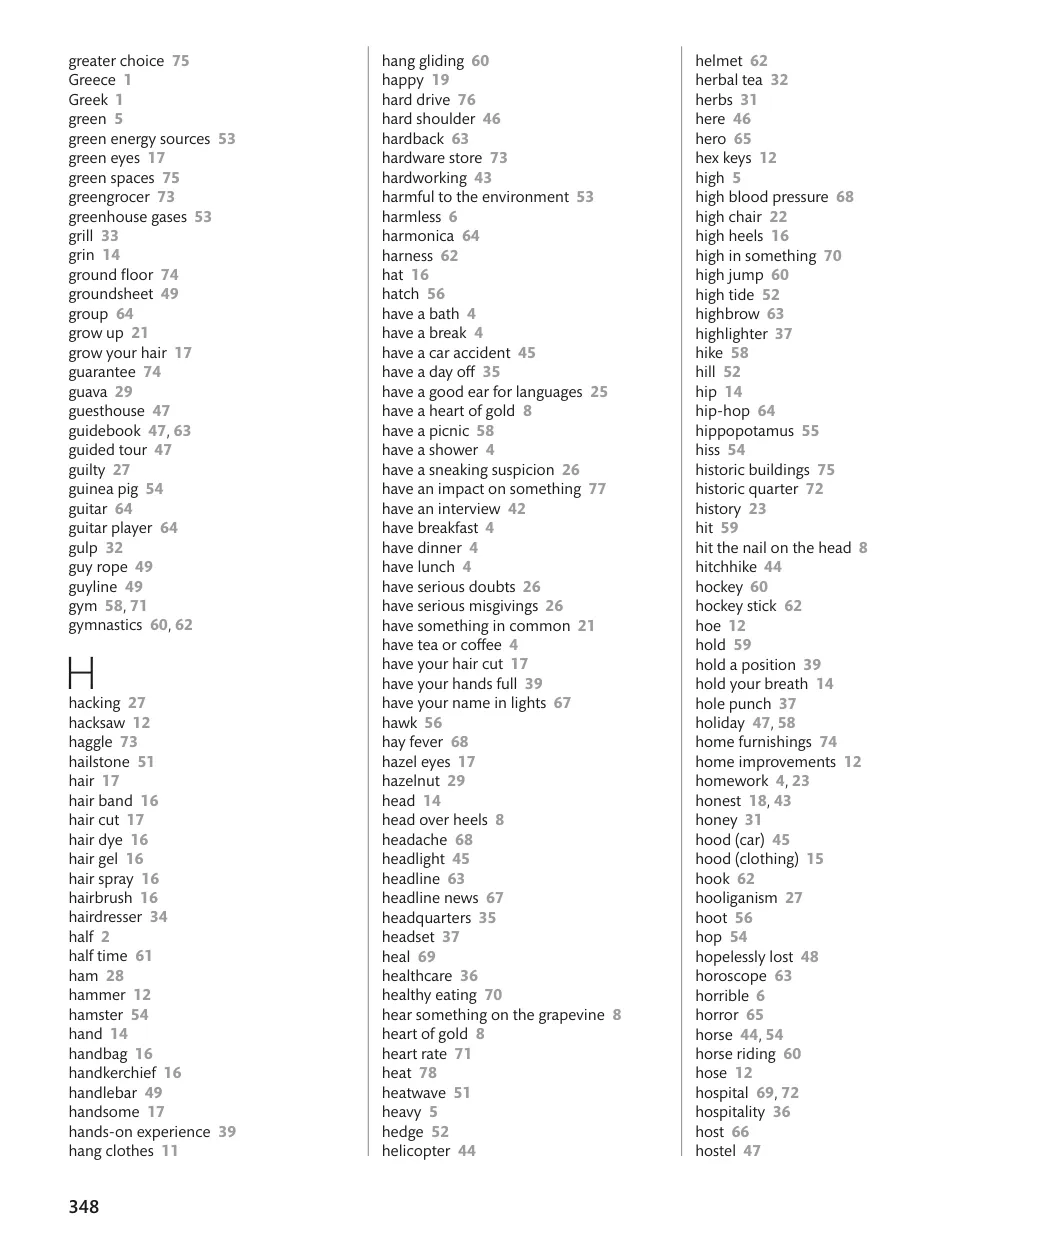 greater choice 75
Greece 1
Greek 1
green 5
green energy sources 53
green eyes 17
green spaces 75
greengrocer 73
greenhouse gases 53
grill 33
grin 14
ground floor 74
groundsheet 49
group 64
grow up 21
grow your hair 17
guarantee 74
guava 29
guesthouse 47
guidebook 47, 63
guided tour 47
guilty 27
guinea pig 54
guitar 64
guitar player 64
gulp 32
guy rope 49
guyline 49
gym 58, 71
gymnastics 60, 62
H
hacking 27
hacksaw 12
haggle 73
hailstone 51
hair 17
hair band 16
hair cut 17
hair dye 16
hair gel 16
hair spray 16
hairbrush 16
hairdresser 34
half 2
half time 61
ham 28
hammer 12
hamster 54
hand 14
handbag 16
handkerchief 16
handlebar 49
handsome 17
hands-on experience 39
hang clothes 11
hang gliding 60
happy 19
hard drive 76
hard shoulder 46
hardback 63
hardware store 73
hardworking 43
harmful to the environment 53
harmless 6
harmonica 64
harness 62
hat 16
hatch 56
have a bath 4
have a break 4
have a car accident 45
have a day off 35
have a good ear for languages 25
have a heart of gold 8
have a picnic 58
have a shower 4
have a sneaking suspicion 26
have an impact on something 77
have an interview 42
have breakfast 4
have dinner 4
have lunch 4
have serious doubts 26
have serious misgivings 26
have something in common 21
have tea or coffee 4
have your hair cut 17
have your hands full 39
have your name in lights 67
hawk 56
hay fever 68
hazel eyes 17
hazelnut 29
head 14
head over heels 8
headache 68
headlight 45
headline 63
headline news 67
headquarters 35
headset 37
heal 69
healthcare 36
healthy eating 70
hear something on the grapevine 8
heart of gold 8
heart rate 71
heat 78
heatwave 51
heavy 5
hedge 52
helicopter 44
helmet 62
herbal tea 32
herbs 31
here 46
hero 65
hex keys 12
high 5
high blood pressure 68
high chair 22
high heels 16
high in something 70
high jump 60
high tide 52
highbrow 63
highlighter 37
hike 58
hill 52
hip 14
hip-hop 64
hippopotamus 55
hiss 54
historic buildings 75
historic quarter 72
history 23
hit 59
hit the nail on the head 8
hitchhike 44
hockey 60
hockey stick 62
hoe 12
hold 59
hold a position 39
hold your breath 14
hole punch 37
holiday 47, 58
home furnishings 74
home improvements 12
homework 4, 23
honest 18, 43
honey 31
hood (car) 45
hood (clothing) 15
hook 62
hooliganism 27
hoot 56
hop 54
hopelessly lost 48
horoscope 63
horrible 6
horror 65
horse 44, 54
horse riding 60
hose 12
hospital 69, 72
hospitality 36
host 66
hostel 47
348